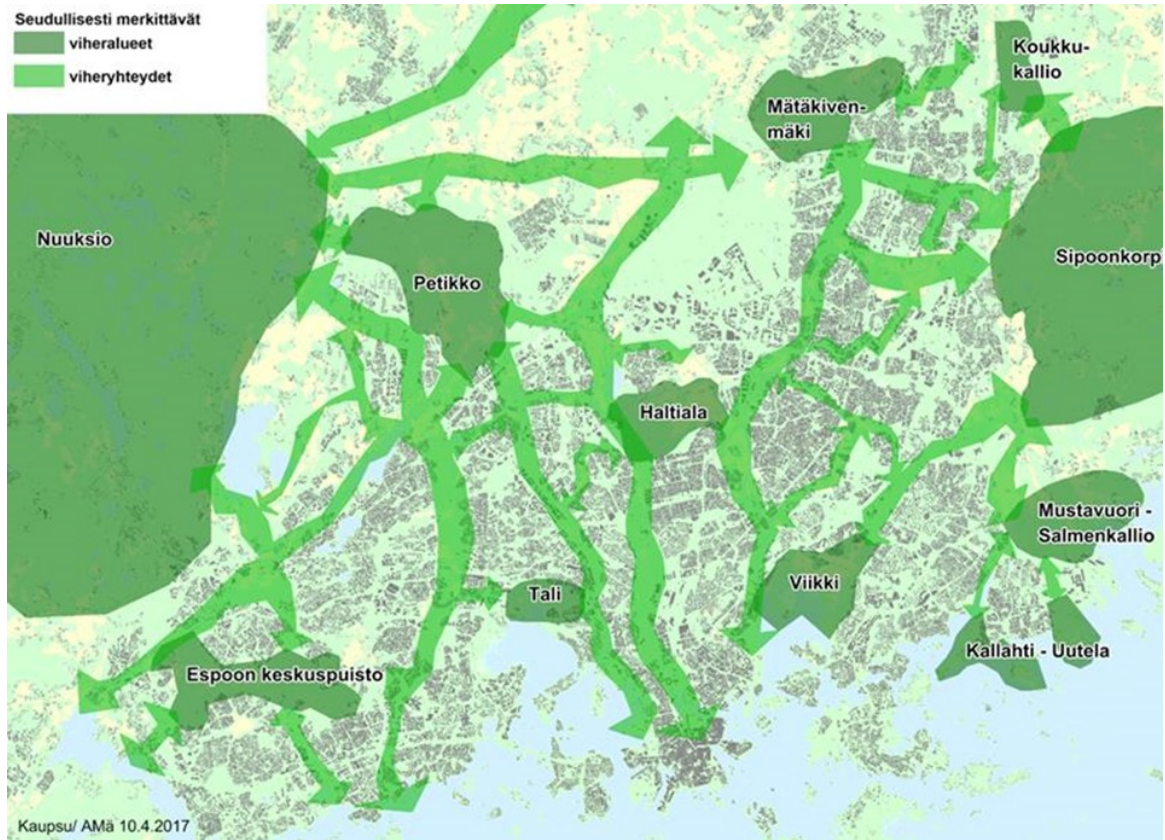 Seudullisesti merkittävät
viheralueet
viheryhteydet
Koukku-
kallio
Mätäkiven-
mäki
Nuuksio
Sipoonkorpi
Petikko
Haltiala
Mustavuori -
Salmenkallio
Viikki
Tali
Kallahti - Uutela
Espoon keskuspuisto
Kaupsu/ AMä 10.4.2017